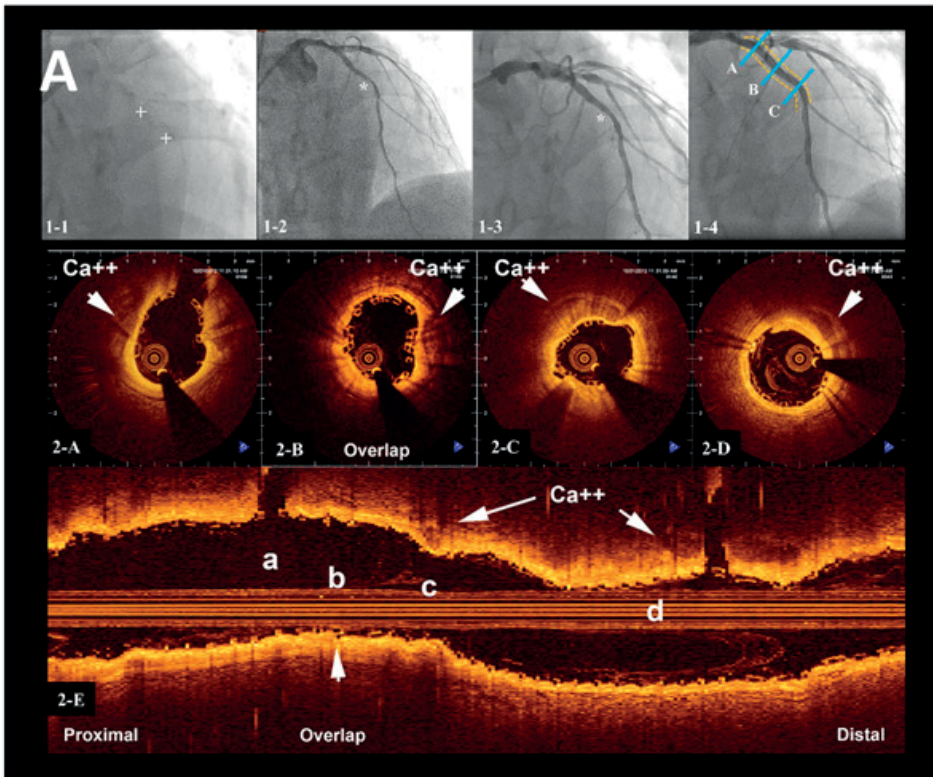 A
1-1
1-2
*
1-3
*
A
B
C
1-4
Ca++
2-A
Ca++
2-B
Overlap
Ca++
2-C
Ca++
2-D
Ca++
a
b
c
d
2-E
Proximal
Overlap
Distal